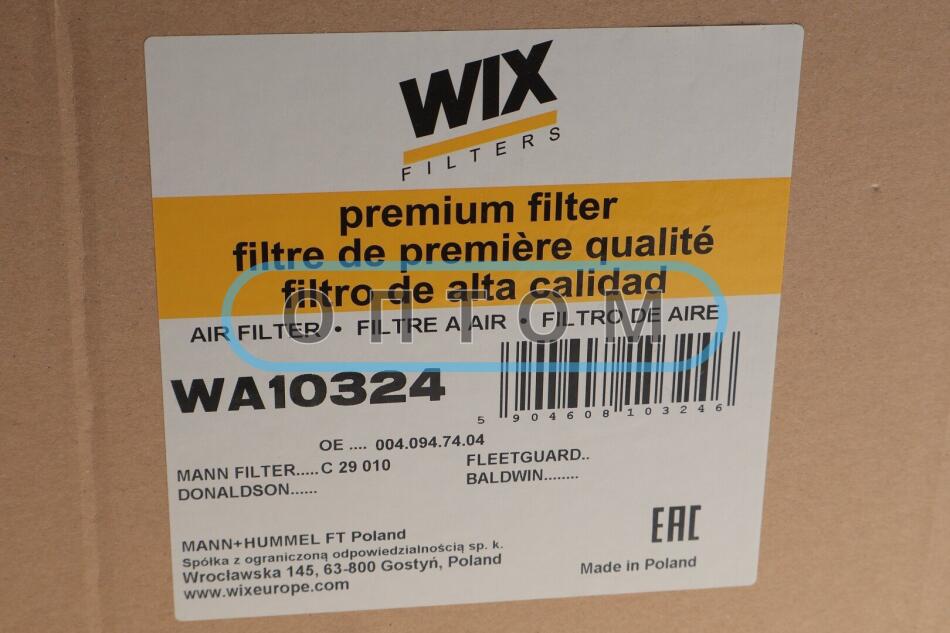 WIX
FILTERS
premium filter
filtre de première qualité
filtro de alta calidad
ОПТОМ
AIR FILTER • FILTRE A AIR • FILTRO DE AIRE
WA10324
5 904608 103246
OE .... 004.094.74.04
MANN FILTER.....C 29 010
FLEETGUARD..
DONALDSON......
BALDWIN........
EAC
MANN+HUMMEL FT Poland
Spółka z ograniczoną odpowiedzialnością sp. k.
Wrocławska 145, 63-800 Gostyń, Poland
www.wixeurope.com
Made in Poland